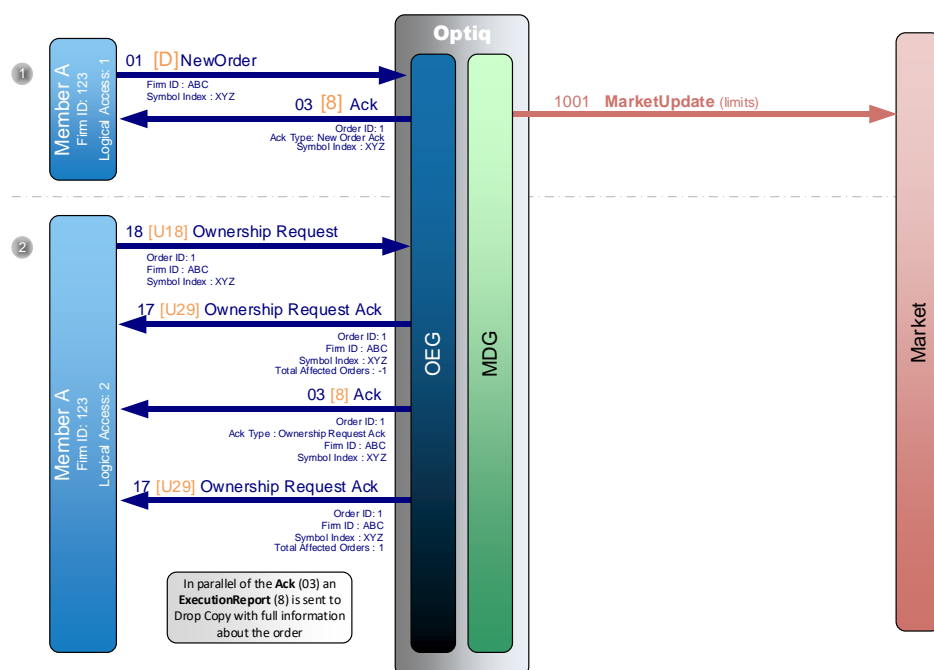 Optiq
1
Member A
Firm ID: 123
Logical Access: 1
01 [D]NewOrder
Firm ID : ABC
Symbol Index : XYZ
03 [8] Ack
Order ID: 1
Ack Type: New Order Ack
Symbol Index : XYZ
1001 MarketUpdate (limits)
2
Member A
Firm ID: 123
Logical Access: 2
18 [U18] Ownership Request
Order ID: 1
Firm ID : ABC
Symbol Index : XYZ
17 [U29] Ownership Request Ack
Order ID: 1
Firm ID : ABC
Symbol Index : XYZ
Total Affected Orders : -1
03 [8] Ack
Order ID: 1
Ack Type : Ownership Request Ack
Firm ID : ABC
Symbol Index : XYZ
17 [U29] Ownership Request Ack
Order ID: 1
Firm ID : ABC
Symbol Index : XYZ
Total Affected Orders : 1
OEG
MDG
Market
In parallel of the Ack (03) an
ExecutionReport (8) is sent to
Drop Copy with full information
about the order